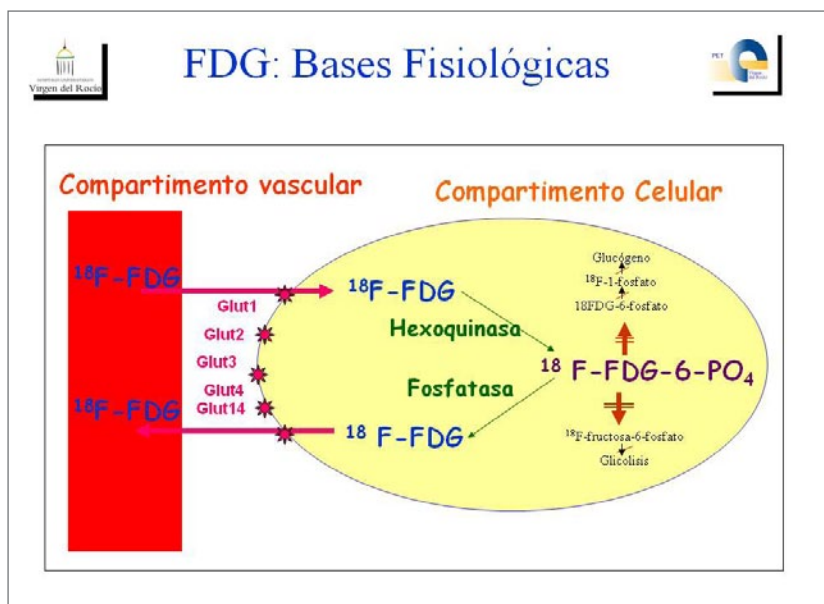 FDG: Bases Fisiológicas
Virgen del Rocío
PET
Compartimento vascular
Compartimento Celular
¹⁸F-FDG
Glut1
Glut2
Glut3
Glut4
Glut14
¹⁸F-FDG
¹⁸F-FDG
Hexoquinasa
Fosfatasa
¹⁸ F-FDG
Glucógeno
¹⁸F-1-fosfato
18FDG-6-fosfato
¹⁸ F-FDG-6-PO₄
¹⁸F-fructosa-6-fosfato
Glicolisis